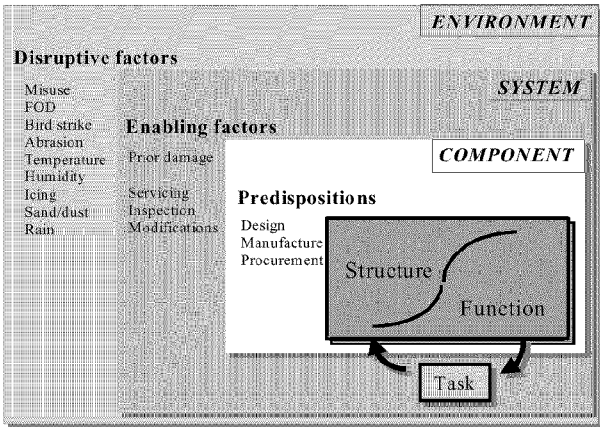 ENVIRONMENT
Disruptive factors
Misuse
FOD
Bird strike
Abrasion
Temperature
Humidity
Icing
Sand/dust
Rain
SYSTEM
Enabling factors
Prior damage
Servicing
Inspection
Modifications
COMPONENT
Predispositions
Design
Manufacture
Procurement
Structure
Function
Task